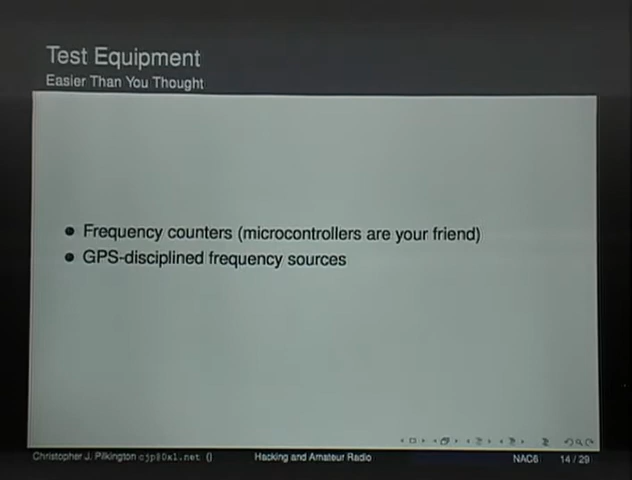 Test Equipment
Easier Than You Thought
Frequency counters (microcontrollers are your friend)
GPS-disciplined frequency sources
Christopher J. Pilkington cjp@0x1.net () Hacking and Amateur Radio NAC6 14 / 29